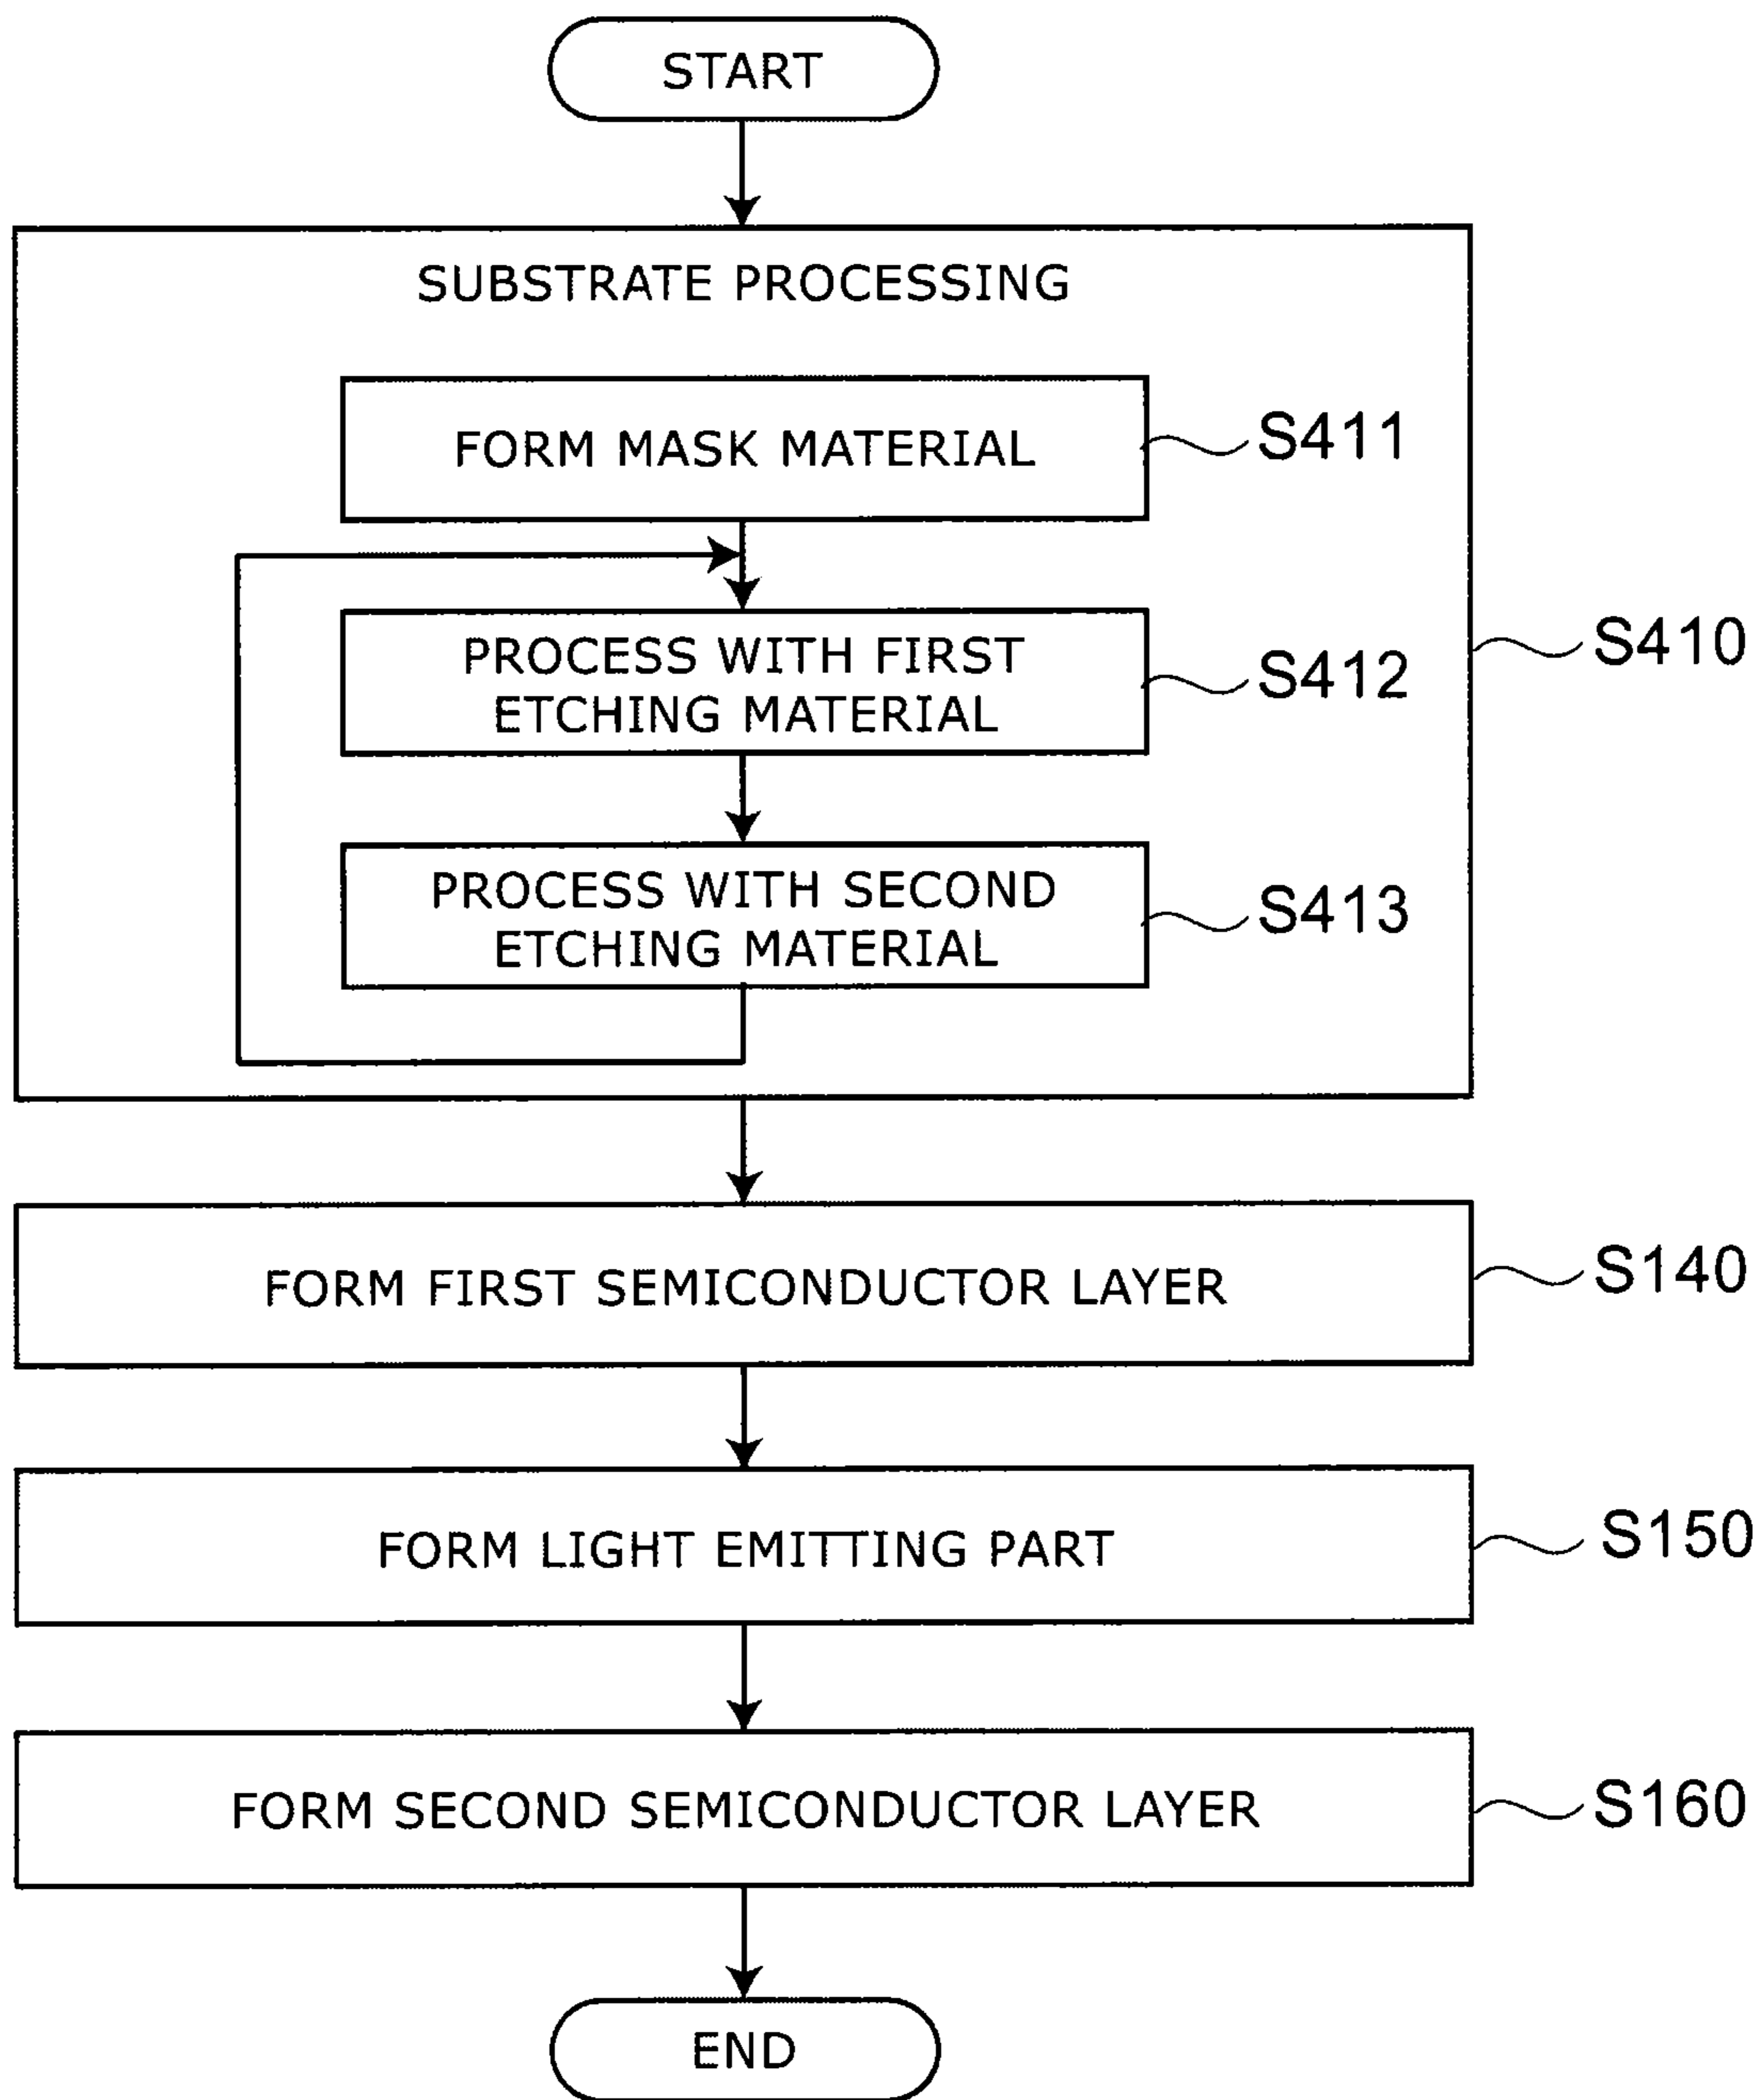 START
SUBSTRATE PROCESSING
FORM MASK MATERIAL
S411
PROCESS WITH FIRST
ETCHING MATERIAL
S412
S410
PROCESS WITH SECOND
ETCHING MATERIAL
S413
FORM FIRST SEMICONDUCTOR LAYER
S140
FORM LIGHT EMITTING PART
S150
FORM SECOND SEMICONDUCTOR LAYER
S160
END